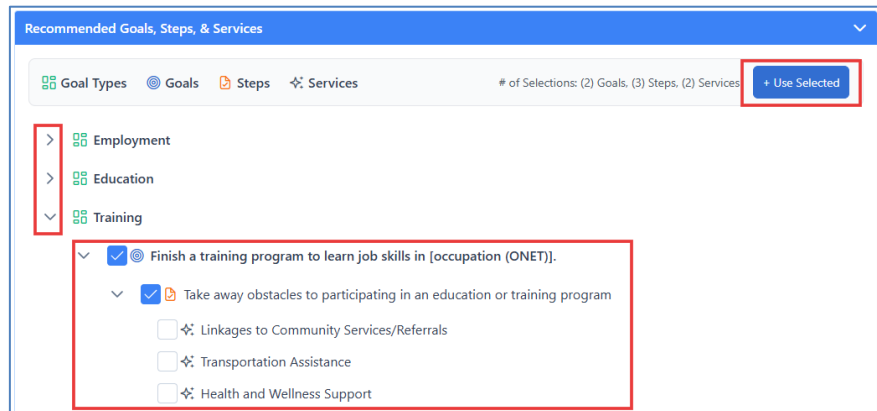 Recommended Goals, Steps, & Services
Goal Types Goals Steps Services # of Selections: (2) Goals, (3) Steps, (2) Services + Use Selected
Employment
Education
Training
Finish a training program to learn job skills in [occupation (ONET)].
Take away obstacles to participating in an education or training program
Linkages to Community Services/Referrals
Transportation Assistance
Health and Wellness Support